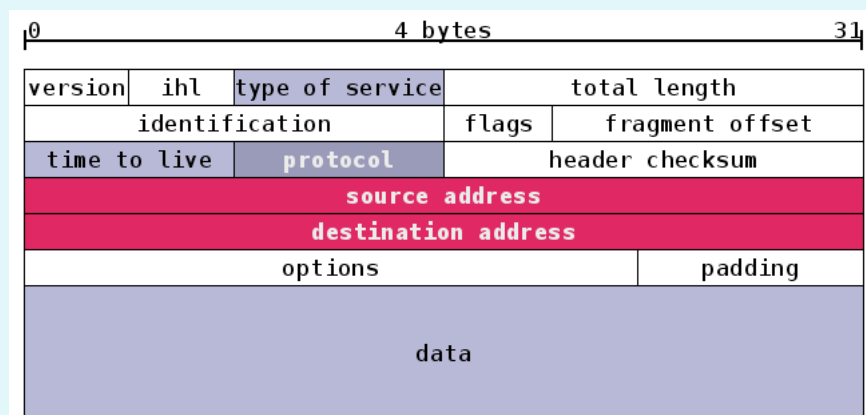 0 4 bytes 31
version ihl type of service total length
identification flags fragment offset
time to live protocol header checksum
source address
destination address
options padding
data